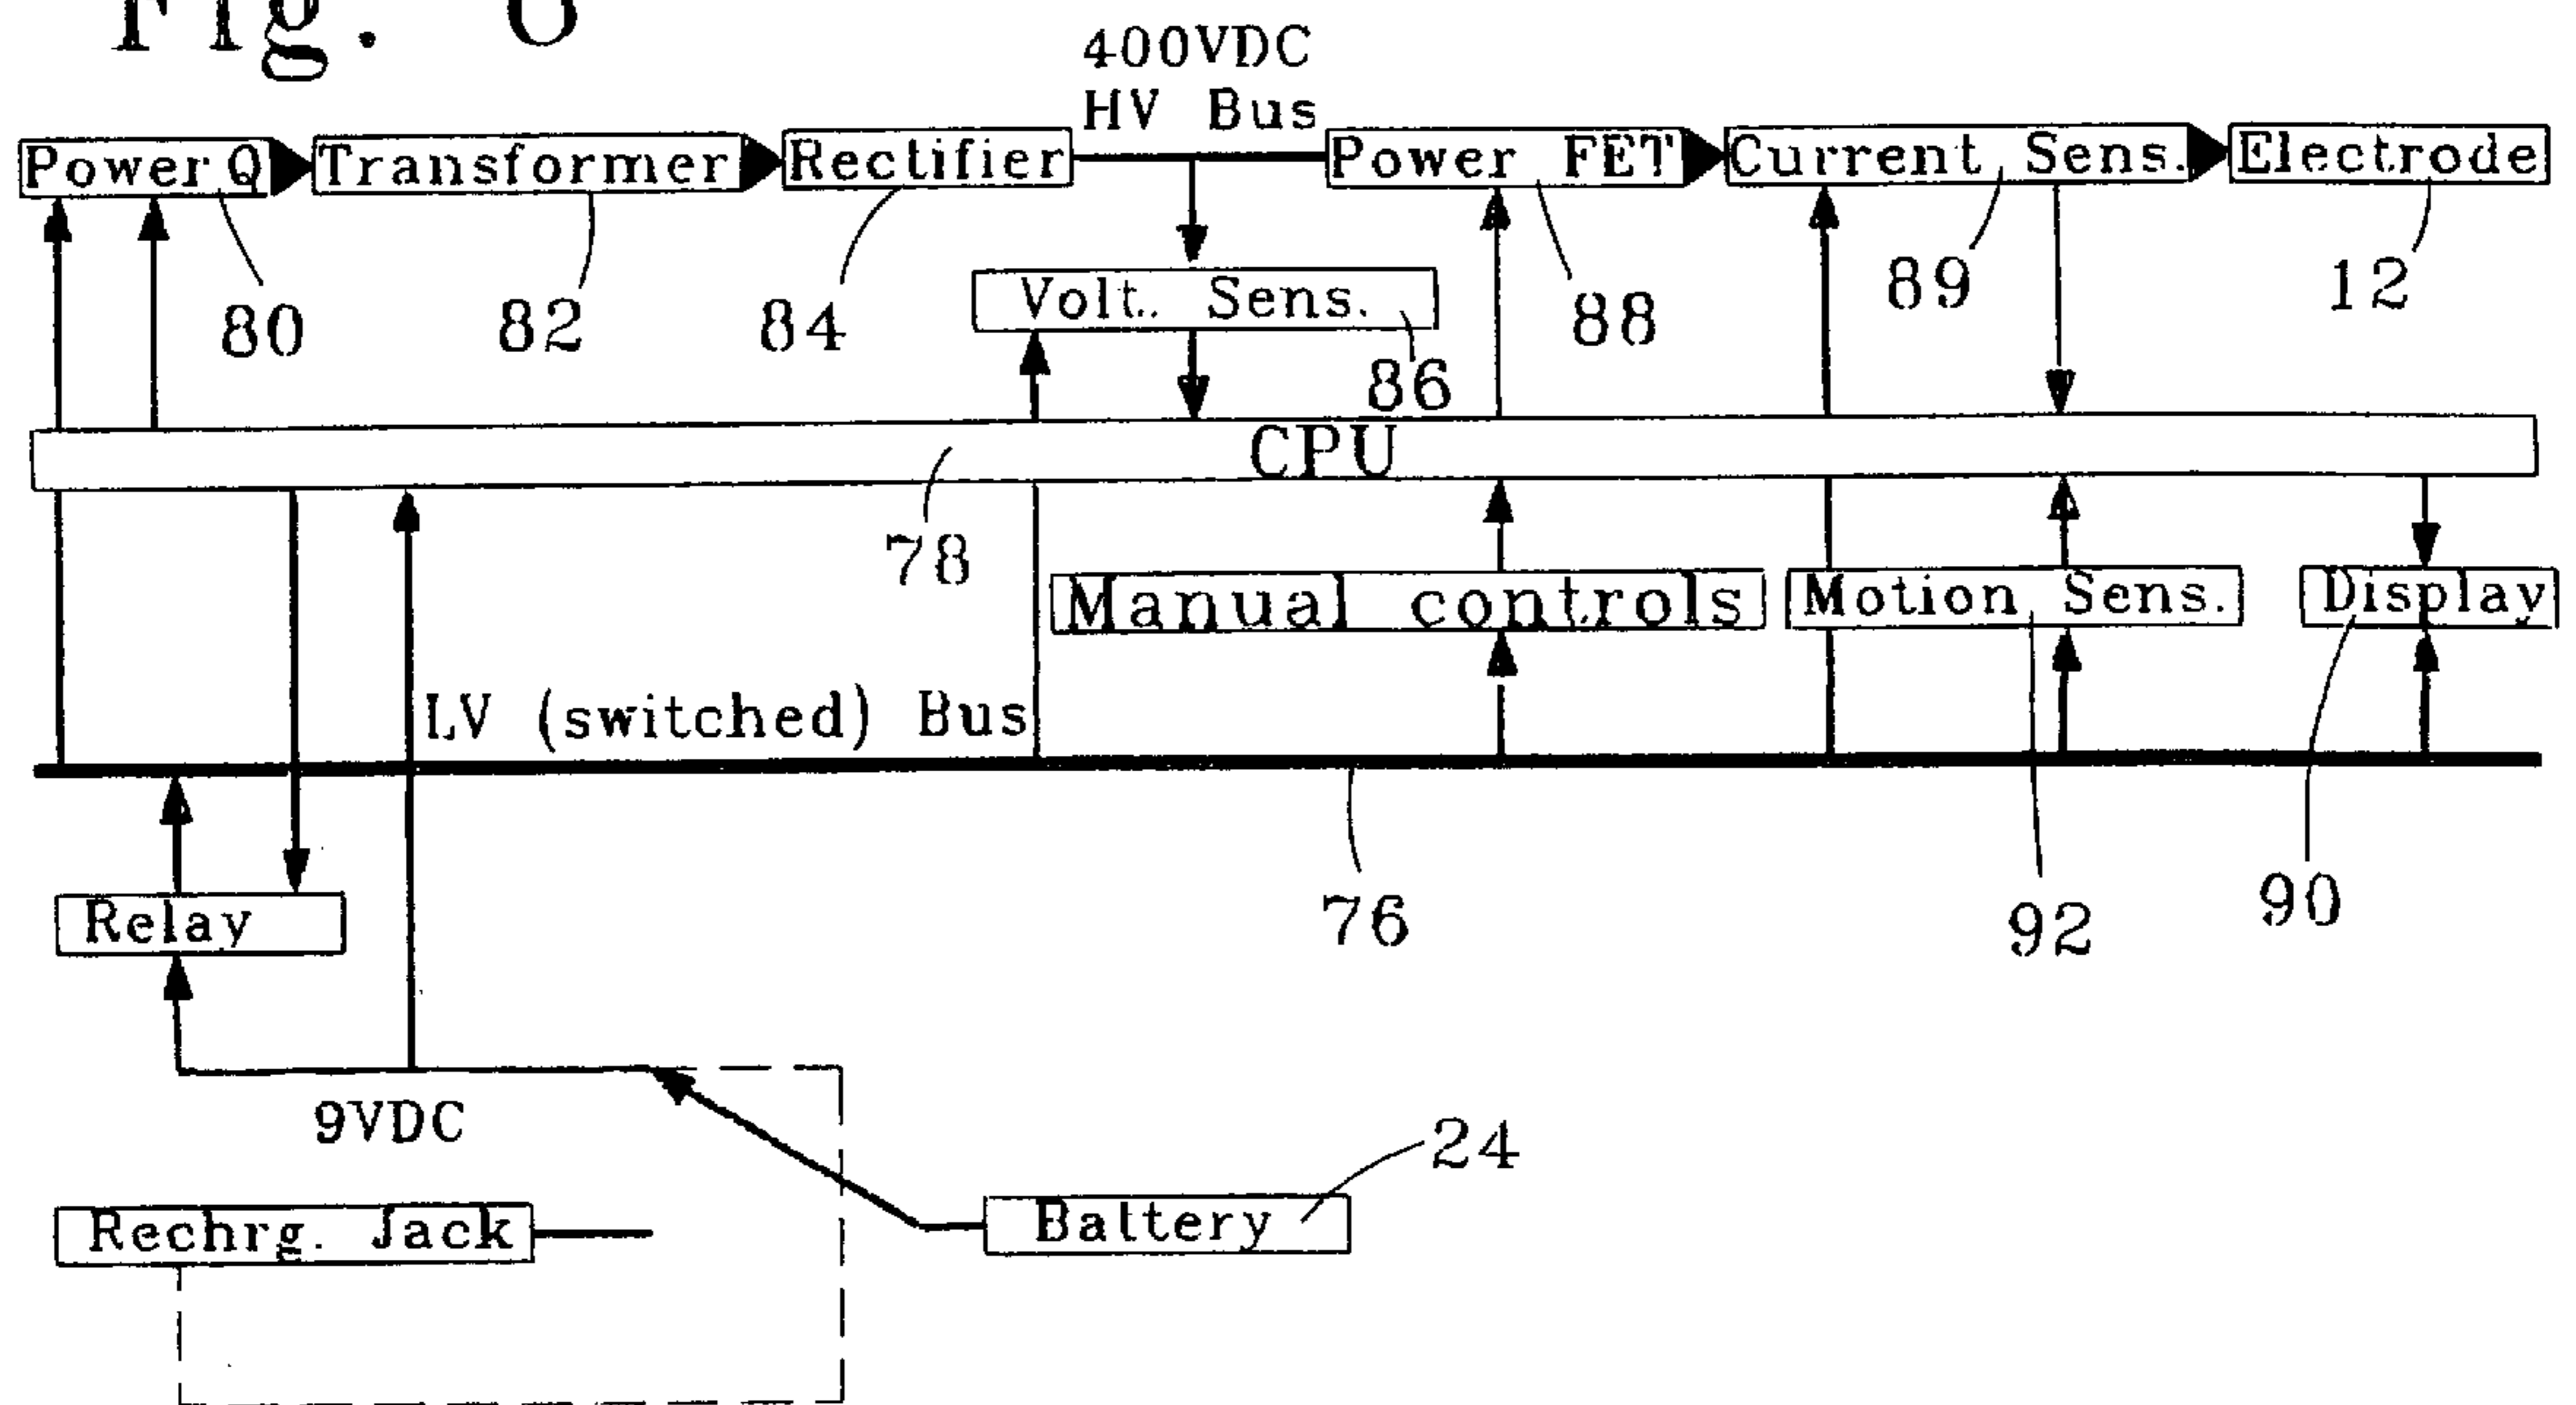 Fig.
400VDC
HV Bus
Power Q
Transformer
Rectifier
Power FET
Current Sens.
Electrode
80
82
84
Volt. Sens.
86
88
89
12
CPU
78
Manual controls
Motion Sens.
Display
LV (switched) Bus
76
92
90
Relay
9VDC
24
Rechrg. Jack
Battery